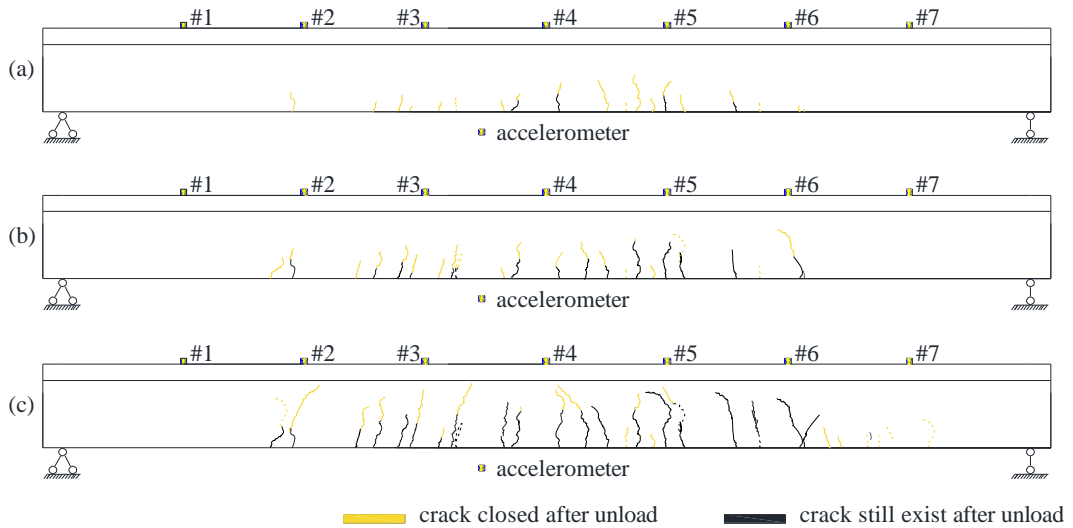 #1 #2 #3 #4 #5 #6 #7
(a)
accelerometer
#1 #2 #3 #4 #5 #6 #7
(b)
accelerometer
#1 #2 #3 #4 #5 #6 #7
(c)
accelerometer
crack closed after unload crack still exist after unload